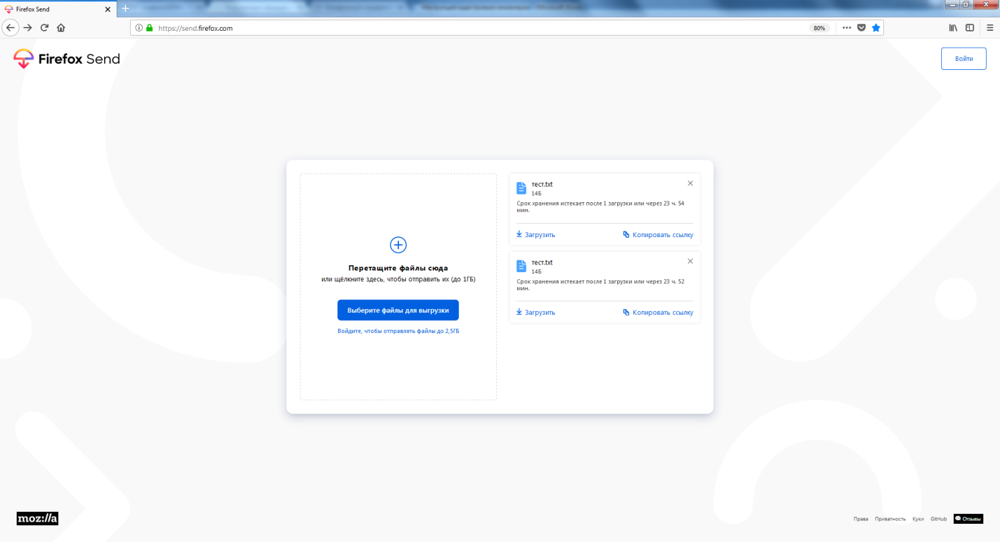 Firefox Send
https://send.firefox.com
80%
Firefox Send
Войти
Перетащите файлы сюда
или щёлкните здесь, чтобы отправить их (до 1ГБ)
Выберите файлы для выгрузки
Войдите, чтобы отправлять файлы до 2,5ГБ
тест.txt
14Б
Срок хранения истекает после 1 загрузки или через 23 ч. 54
мин.
Загрузить
Копировать ссылку
тест.txt
14Б
Срок хранения истекает после 1 загрузки или через 23 ч. 52
мин.
Загрузить
Копировать ссылку
moz://a
Права Приватность Куки GitHub Отзывы